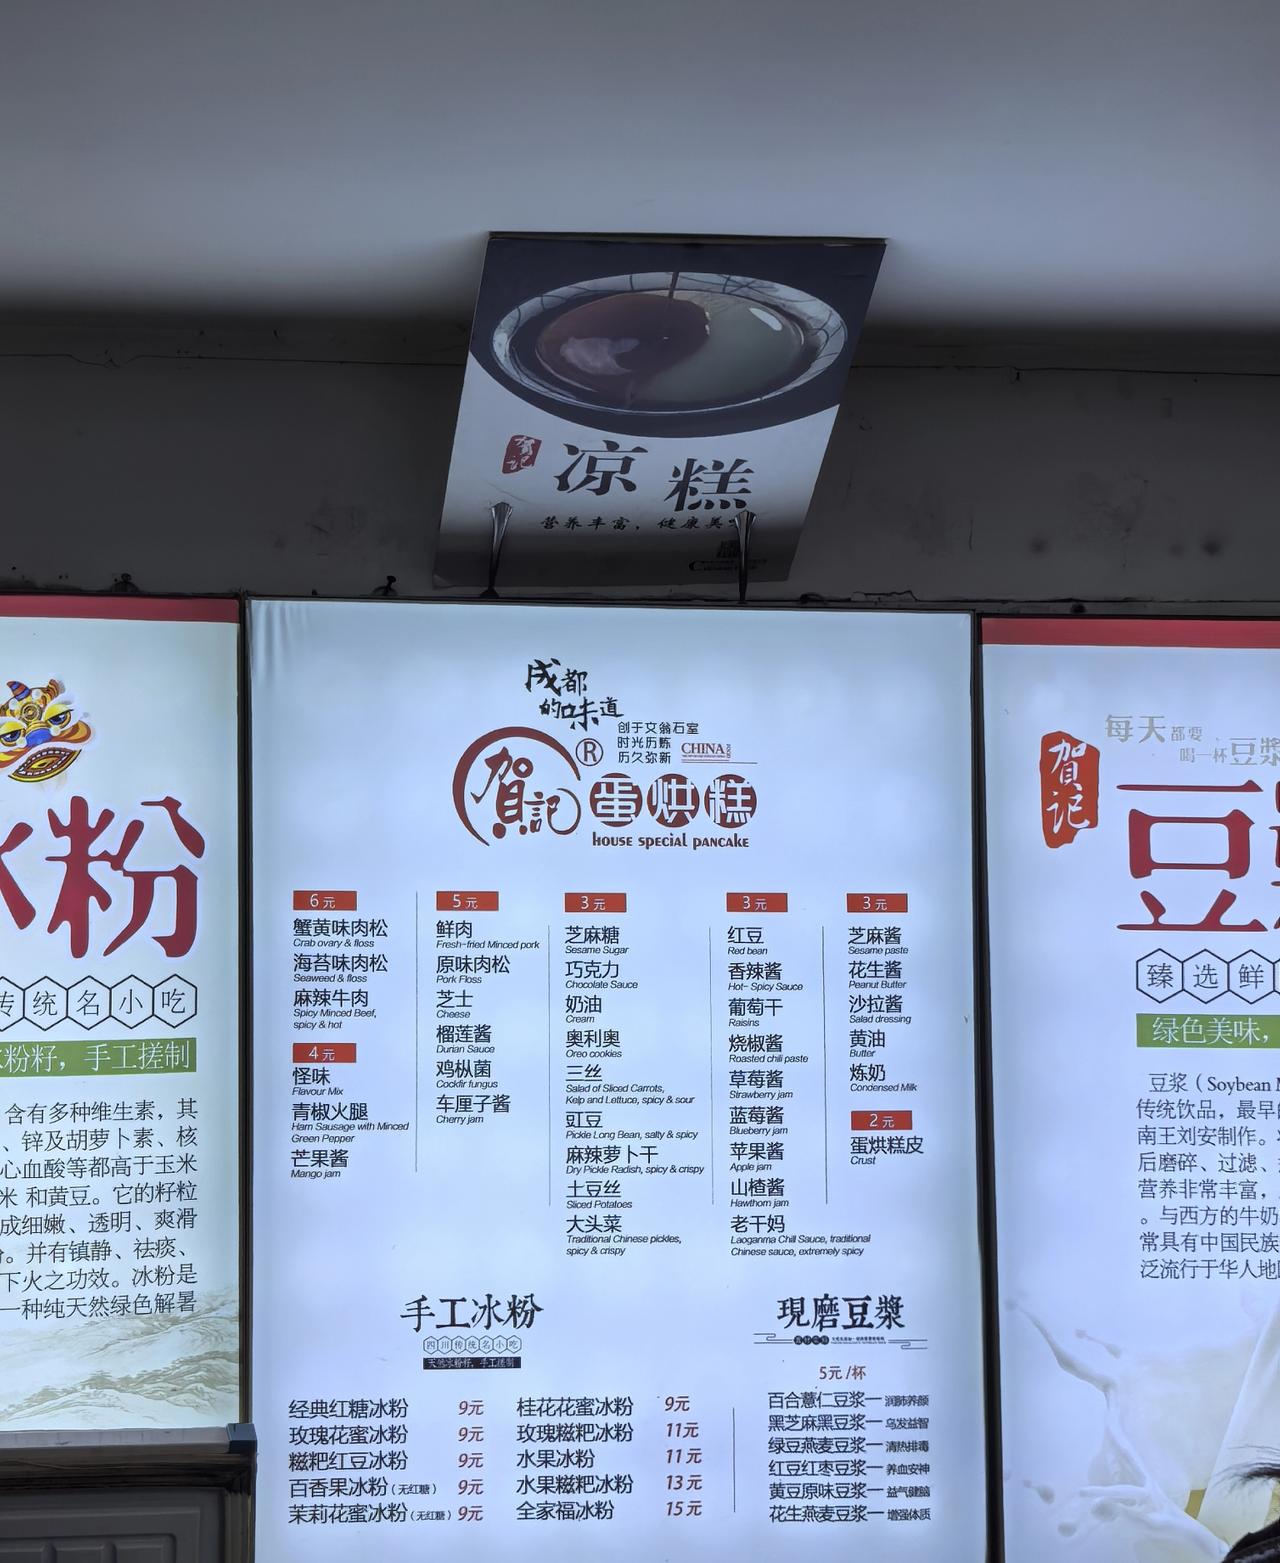 賀记
凉糕
营养丰富，健康美
冰粉
传统名小吃
冰粉籽，手工搓制
含有多种维生素，其
、锌及胡萝卜素、核
心血酸等都高于玉米
米 和黄豆。它的籽粒
成细嫩、透明、爽滑
。并有镇静、祛痰、
下火之功效。冰粉是
一种纯天然绿色解暑
成都
的味道
创于文翁石室
时光历炼
历久弥新
CHINA
賀記 ®
蛋烘糕
house special pancake
6元
蟹黄味肉松
Crab ovary & floss
海苔味肉松
Seaweed & floss
麻辣牛肉
Spicy Minced Beef,
spicy & hot
4元
怪味
Flavour Mix
青椒火腿
Ham Sausage with Minced
Green Pepper
芒果酱
Mango jam
5元
鲜肉
Fresh-fried Minced pork
原味肉松
Pork Floss
芝士
Cheese
榴莲酱
Durian Sauce
鸡枞菌
Cockfir fungus
车厘子酱
Cherry jam
3元
芝麻糖
Sesame Sugar
巧克力
Chocolate Sauce
奶油
Cream
奥利奥
Oreo cookies
三丝
Salad of Sliced Carrots,
Kelp and Lettuce, spicy & sour
豇豆
Pickle Long Bean, salty & spicy
麻辣萝卜干
Dry Pickle Radish, spicy & crispy
土豆丝
Sliced Potatoes
大头菜
Traditional Chinese pickles,
spicy & crispy
3元
红豆
Red bean
香辣酱
Hot- Spicy Sauce
葡萄干
Raisins
烧椒酱
Roasted chili paste
草莓酱
Strawberry jam
蓝莓酱
Blueberry jam
苹果酱
Apple jam
山楂酱
Hawthorn jam
老干妈
Laoganma Chill Sauce, traditional
Chinese sauce, extremely spicy
3元
芝麻酱
Sesame paste
花生酱
Peanut Butter
沙拉酱
Salad dressing
黄油
Butter
炼奶
Condensed Milk
2元
蛋烘糕皮
Crust
手工冰粉
四川传统名小吃
天然冰粉籽，手工搓制
经典红糖冰粉 9元
玫瑰花蜜冰粉 9元
糍粑红豆冰粉 9元
百香果冰粉（无红糖） 9元
茉莉花蜜冰粉（无红糖） 9元
桂花花蜜冰粉 9元
玫瑰糍粑冰粉 11元
水果冰粉 11元
水果糍粑冰粉 13元
全家福冰粉 15元
現磨豆漿
5元/杯
百合薏仁豆浆—润肺养颜
黑芝麻黑豆浆—乌发益智
绿豆燕麦豆浆—清热排毒
红豆红枣豆浆—养血安神
黄豆原味豆浆—益气健脑
花生燕麦豆浆—增强体质
賀记
每天都要
喝一杯豆浆
豆
臻选鲜
绿色美味，
豆浆（Soybean M
传统饮品，最早
南王刘安制作。
后磨碎、过滤、
营养非常丰富，
。与西方的牛奶
常具有中国民族
泛流行于华人地